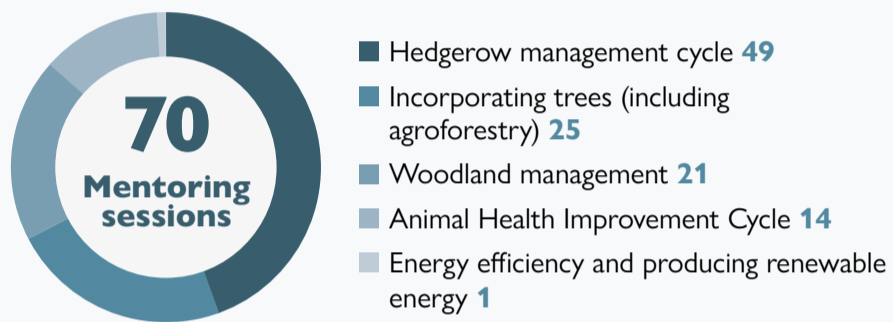 70
Mentoring
sessions
Hedgerow management cycle 49
Incorporating trees (including
agroforestry) 25
Woodland management 21
Animal Health Improvement Cycle 14
Energy efficiency and producing renewable
energy 1